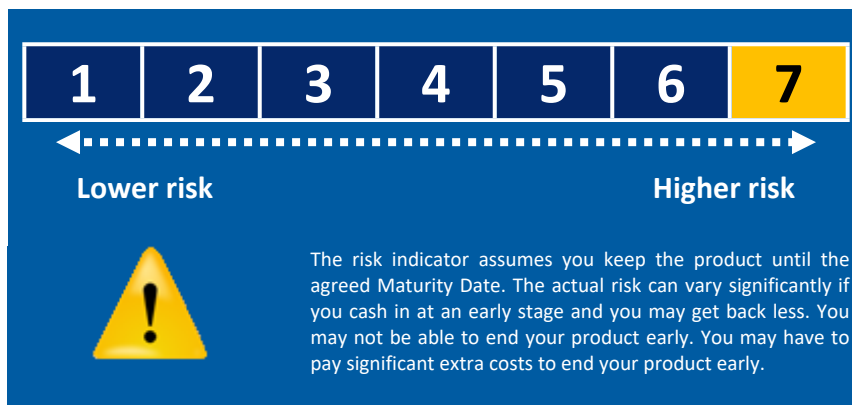 1 2 3 4 5 6 7
Lower risk Higher risk
The risk indicator assumes you keep the product until the
agreed Maturity Date. The actual risk can vary significantly if
you cash in at an early stage and you may get back less. You
may not be able to end your product early. You may have to
pay significant extra costs to end your product early.